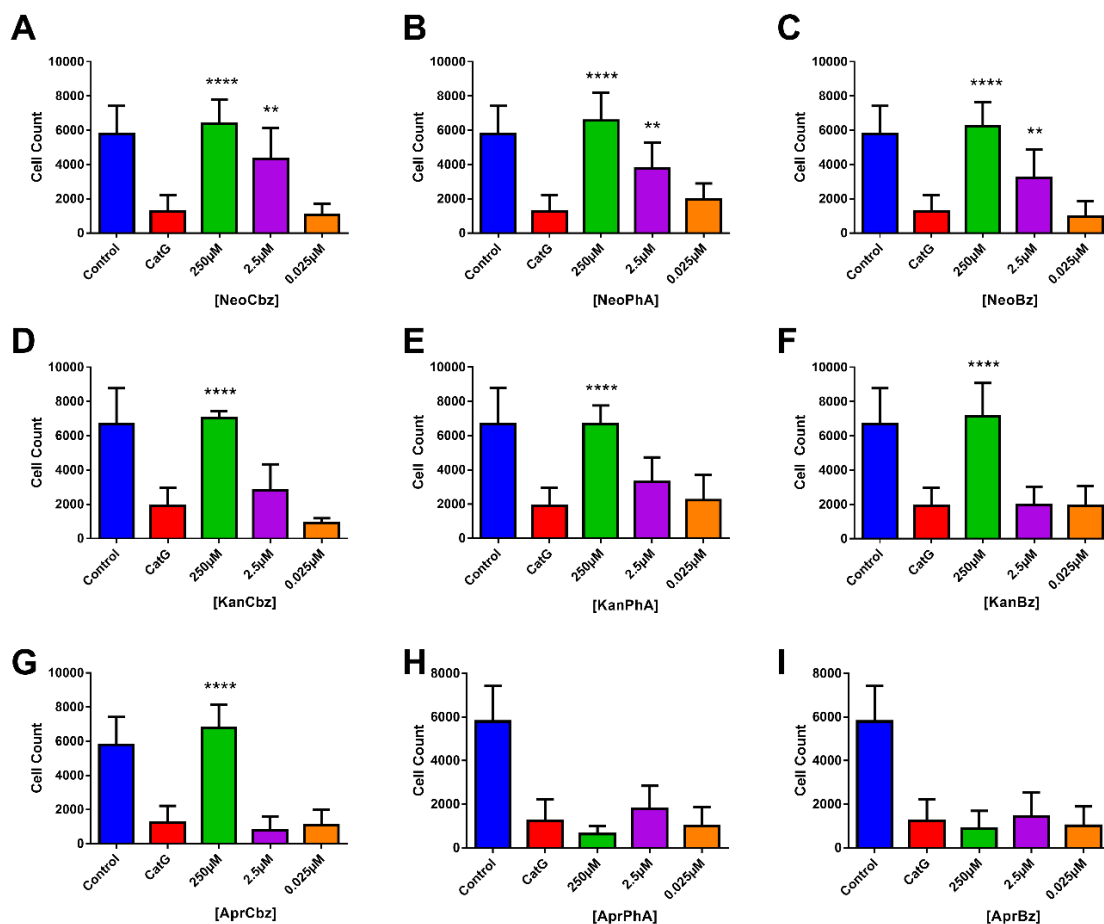 A
Cell Count
10000
8000
6000
4000
2000
0
****
**
Control
CatG
250µM
2.5µM
0.025µM
[NeoCbz]
B
Cell Count
10000
8000
6000
4000
2000
0
****
**
Control
CatG
250µM
2.5µM
0.025µM
[NeoPhA]
C
Cell Count
10000
8000
6000
4000
2000
0
****
**
Control
CatG
250µM
2.5µM
0.025µM
[NeoBz]
D
Cell Count
10000
8000
6000
4000
2000
0
****
Control
CatG
250µM
2.5µM
0.025µM
[KanCbz]
E
Cell Count
10000
8000
6000
4000
2000
0
****
Control
CatG
250µM
2.5µM
0.025µM
[KanPhA]
F
Cell Count
10000
8000
6000
4000
2000
0
****
Control
CatG
250µM
2.5µM
0.025µM
[KanBz]
G
Cell Count
10000
8000
6000
4000
2000
0
****
Control
CatG
250µM
2.5µM
0.025µM
[AprCbz]
H
Cell Count
8000
6000
4000
2000
0
Control
CatG
250µM
2.5µM
0.025µM
[AprPhA]
I
Cell Count
8000
6000
4000
2000
0
Control
CatG
250µM
2.5µM
0.025µM
[AprBz]